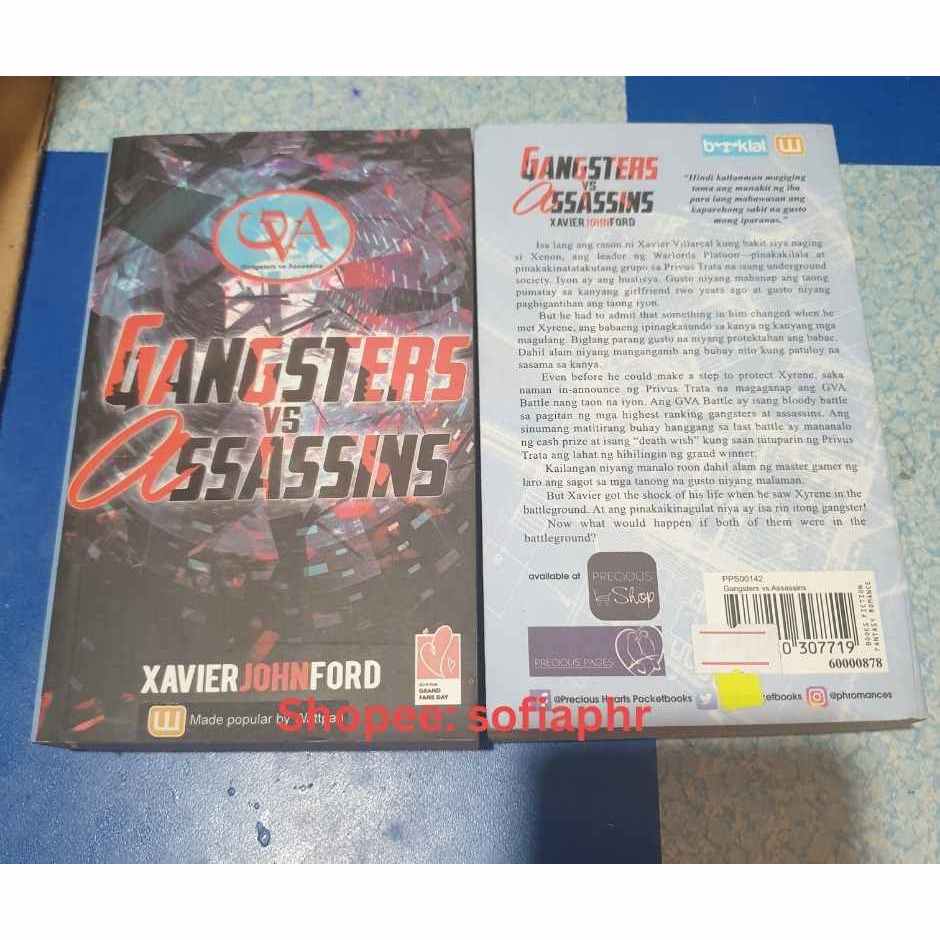 GVA
Gangsters vs Assassins
GANGSTERS
VS
ASSASSINS
XAVIERJOHNFORD
GRAND
FANS DAY
Made popular by Wattpad
booklat
GANGSTERS
VS
ASSASSINS
XAVIERJOHNFORD
"Hindi kailanman magiging
tama ang manakit ng iba
para lang mabawasan ang
kaparehong sakit na gusto
mong iparanas."
Isa lang ang rason ni Xavier Villareal kung bakit siya naging
si Xenon, ang leader ng Warlords Platoon—pinakakilala at
pinakakinatatakutang grupo sa Privus Trata na isang underground
society. Iyon ay ang hustisya. Gusto niyang mahanap ang taong
pumatay sa kanyang girlfriend two years ago at gusto niyang
pagbigantihan ang taong iyon.
But he had to admit that something in him changed when he
met Xyrene, ang babaeng ipinagkasundo sa kanya ng kanyang mga
magulang. Biglang parang gusto na niyang protektahan ang babae.
Dahil alam niyang manganganib ang buhay nito kung patuloy na
sasama sa kanya.
Even before he could make a step to protect Xyrene, saka
naman in-announce ng Privus Trata na magaganap ang GVA
Battle nang taon na iyon. Ang GVA Battle ay isang bloody battle
sa pagitan ng mga highest ranking gangsters at assassins. Ang
sinumang matitirang buhay hanggang sa last battle ay mananalo
ng cash prize at isang "death wish" kung saan tutuparin ng Privus
Trata ang lahat ng hihilingin ng grand winner.
Kailangan niyang manalo roon dahil alam ng master gamer ng
laro ang sagot sa mga tanong na gusto niyang malaman.
But Xavier got the shock of his life when he saw Xyrene in the
battleground. At ang pinakaikinagulat niya ay isa rin itong gangster!
Now what would happen if both of them were in the
battleground?
available at
PRECIOUS
Shop
PRECIOUS PAGES
PPS00142
Gangsters vs.Assassins
0307719
60000878
BOOKS FICTION
FANTASY ROMANCE
@Precious Hearts Pocketbooks
@phromances
Shopee: sofiaphr